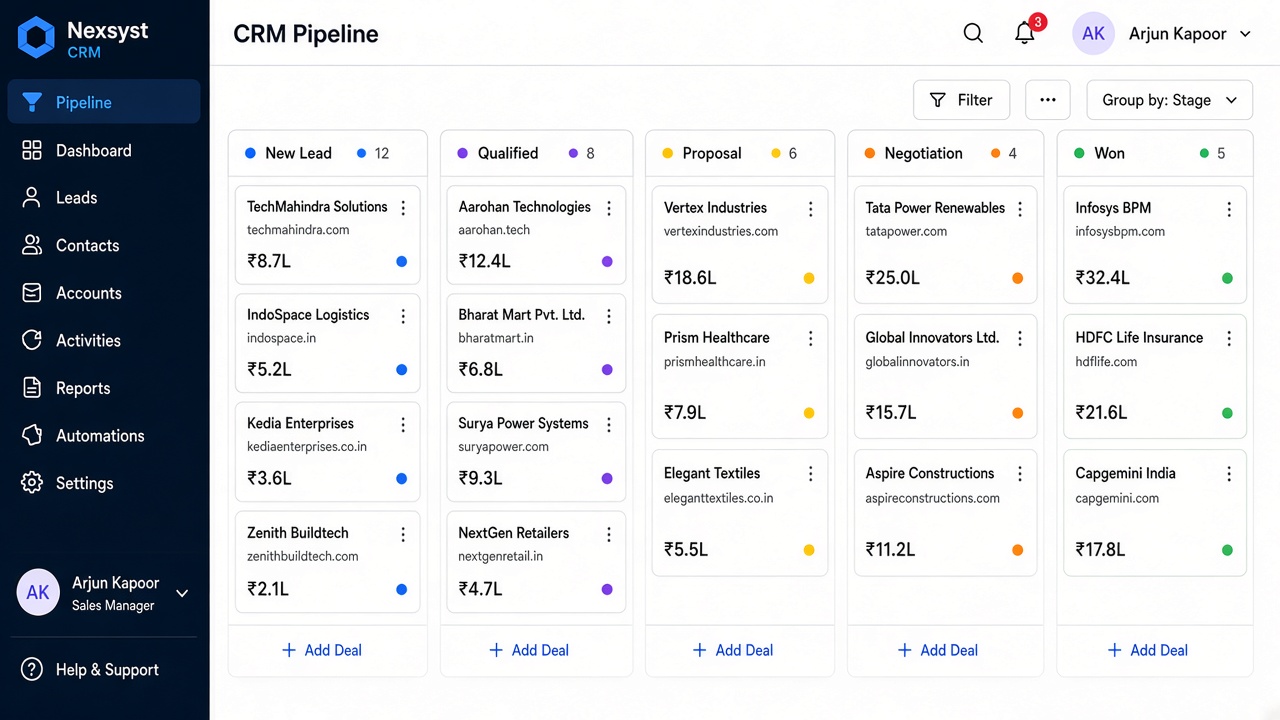 Nexsyst
CRM
Pipeline
Dashboard
Leads
Contacts
Accounts
Activities
Reports
Automations
Settings
AK
Arjun Kapoor
Sales Manager
Help & Support
CRM Pipeline
3
AK
Arjun Kapoor
Filter
Group by: Stage
New Lead 12
TechMahindra Solutions
techmahindra.com
₹8.7L
IndoSpace Logistics
indospace.in
₹5.2L
Kedia Enterprises
kediaenterprises.co.in
₹3.6L
Zenith Buildtech
zenithbuildtech.com
₹2.1L
+ Add Deal
Qualified 8
Aarohan Technologies
aarohan.tech
₹12.4L
Bharat Mart Pvt. Ltd.
bharatmart.in
₹6.8L
Surya Power Systems
suryapower.com
₹9.3L
NextGen Retailers
nextgenretail.in
₹4.7L
+ Add Deal
Proposal 6
Vertex Industries
vertexindustries.com
₹18.6L
Prism Healthcare
prismhealthcare.in
₹7.9L
Elegant Textiles
eleganttextiles.co.in
₹5.5L
+ Add Deal
Negotiation 4
Tata Power Renewables
tatapower.com
₹25.0L
Global Innovators Ltd.
globalinnovators.in
₹15.7L
Aspire Constructions
aspireconstructions.com
₹11.2L
+ Add Deal
Won 5
Infosys BPM
infosysbpm.com
₹32.4L
HDFC Life Insurance
hdflife.com
₹21.6L
Capgemini India
capgemini.com
₹17.8L
+ Add Deal